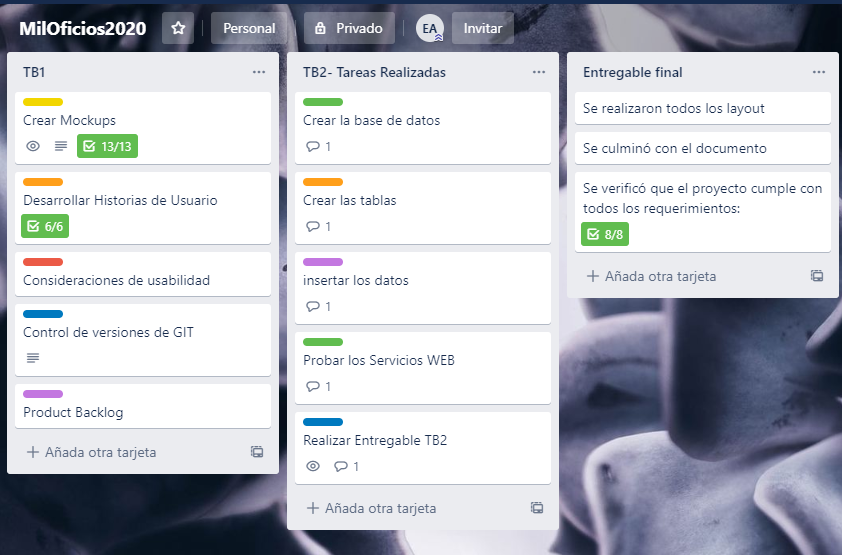 MilOficios2020
Personal
Privado
EA
Invitar
TB1
Crear Mockups
13/13
Desarrollar Historias de Usuario
6/6
Consideraciones de usabilidad
Control de versiones de GIT
Product Backlog
Añada otra tarjeta
TB2- Tareas Realizadas
Crear la base de datos
1
Crear las tablas
1
insertar los datos
1
Probar los Servicios WEB
1
Realizar Entregable TB2
1
Añada otra tarjeta
Entregable final
Se realizaron todos los layout
Se culminó con el documento
Se verificó que el proyecto cumple con
todos los requerimientos:
8/8
Añada otra tarjeta